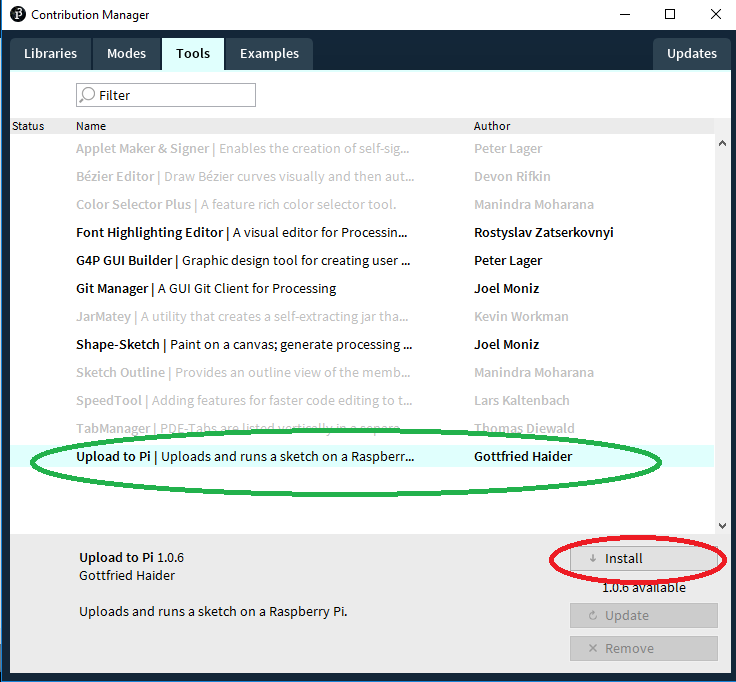 Contribution Manager
Libraries Modes Tools Examples Updates
Filter
Status Name Author
Applet Maker & Signer | Enables the creation of self-sig... Peter Lager
Bézier Editor | Draw Bézier curves visually and then aut... Devon Rifkin
Color Selector Plus | A feature rich color selector tool. Manindra Moharana
Font Highlighting Editor | A visual editor for Processin... Rostyslav Zatserkovnyi
G4P GUI Builder | Graphic design tool for creating user ... Peter Lager
Git Manager | A GUI Git Client for Processing Joel Moniz
JarMatey | A utility that creates a self-extracting jar tha... Kevin Workman
Shape-Sketch | Paint on a canvas; generate processing ... Joel Moniz
Sketch Outline | Provides an outline view of the memb... Manindra Moharana
SpeedTool | Adding features for faster code editing to t... Lars Kaltenbach
TabManager | PDE-Tabs are listed vertically in a separa... Thomas Diewald
Upload to Pi | Uploads and runs a sketch on a Raspberr... Gottfried Haider
Upload to Pi 1.0.6
Gottfried Haider
Install
1.0.6 available
Uploads and runs a sketch on a Raspberry Pi.
Update
Remove